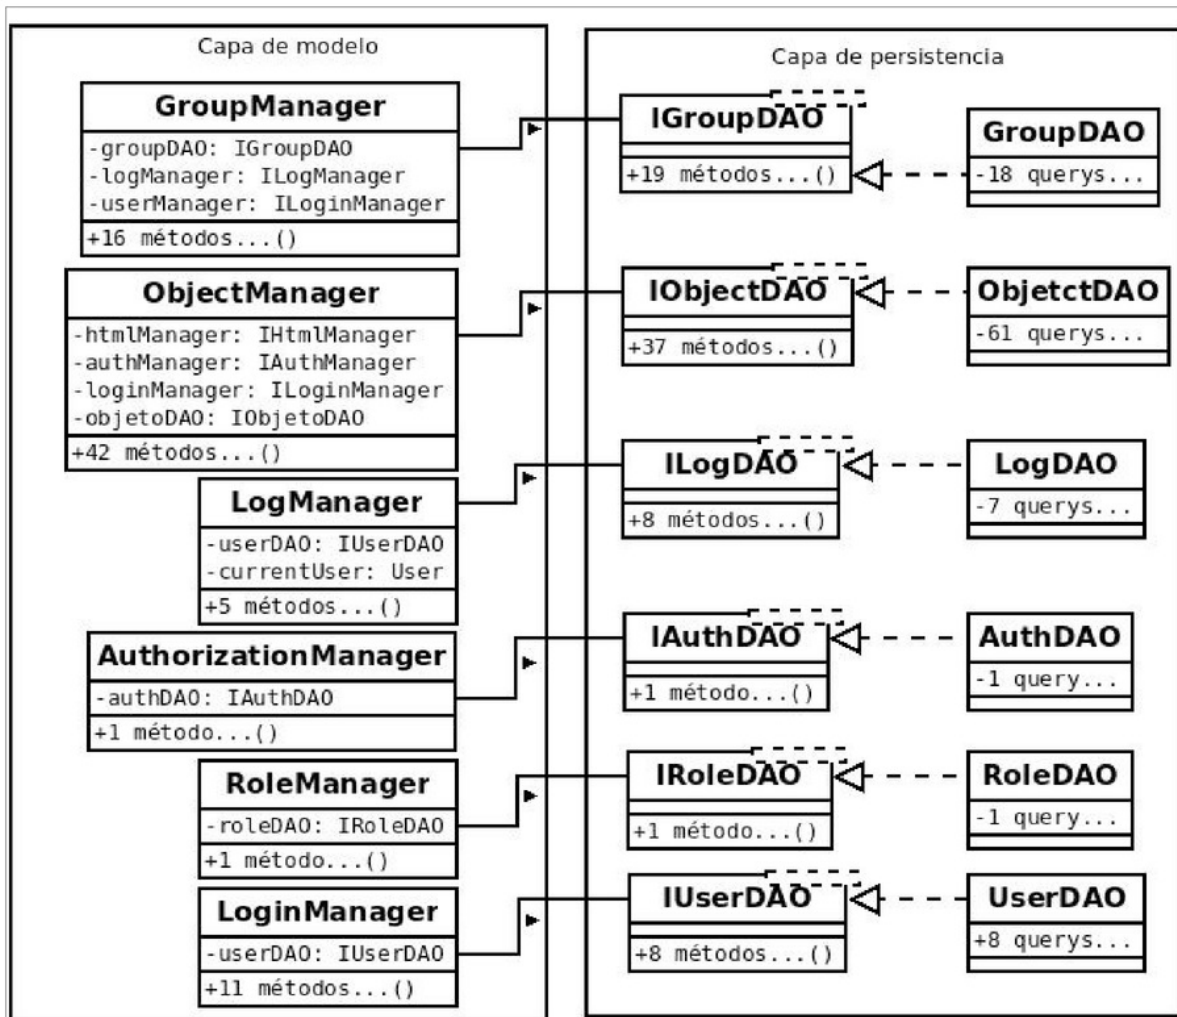 Capa de modelo
GroupManager
-groupDAO: IGroupDAO
-logManager: ILogManager
-userManager: ILoginManager
+16 métodos...()
ObjectManager
-htmlManager: IHtmlManager
-authManager: IAuthManager
-loginManager: ILoginManager
-objetoDAO: IObjetoDAO
+42 métodos...()
LogManager
-userDAO: IUserDAO
-currentUser: User
+5 métodos...()
AuthorizationManager
-authDAO: IAuthDAO
+1 método...()
RoleManager
-roleDAO: IRoleDAO
+1 método...()
LoginManager
-userDAO: IUserDAO
+11 métodos...()
Capa de persistencia
IGroupDAO
+19 métodos...()
GroupDAO
-18 querys...
IObjectDAO
+37 métodos...()
ObjetctDAO
-61 querys...
ILogDAO
+8 métodos...()
LogDAO
-7 querys...
IAuthDAO
+1 método...()
AuthDAO
-1 query...
IRoleDAO
+1 método...()
RoleDAO
-1 query...
IUserDAO
+8 métodos...()
UserDAO
+8 querys...